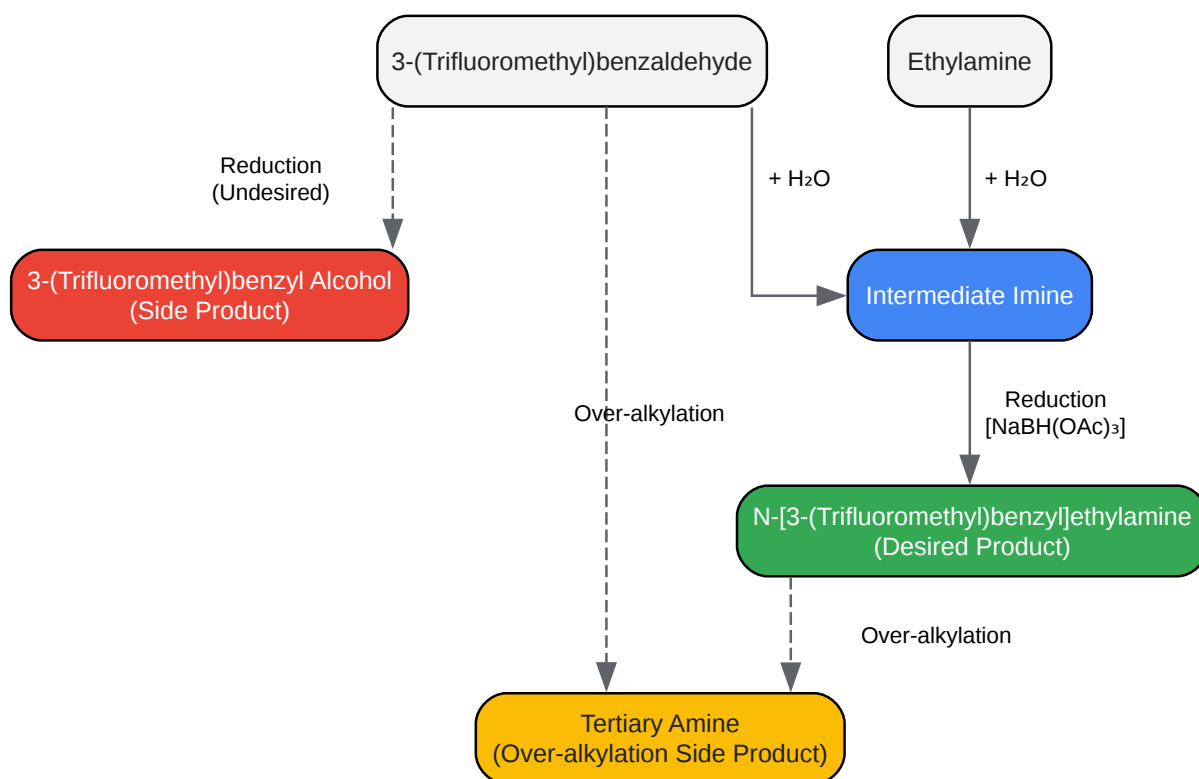 3-(Trifluoromethyl)benzaldehyde
Ethylamine
Reduction
(Undesired)
+ H₂O
+ H₂O
3-(Trifluoromethyl)benzyl Alcohol
(Side Product)
Intermediate Imine
Over-alkylation
Reduction
[NaBH(OAc)₃]
N-[3-(Trifluoromethyl)benzyl]ethylamine
(Desired Product)
Over-alkylation
Tertiary Amine
(Over-alkylation Side Product)